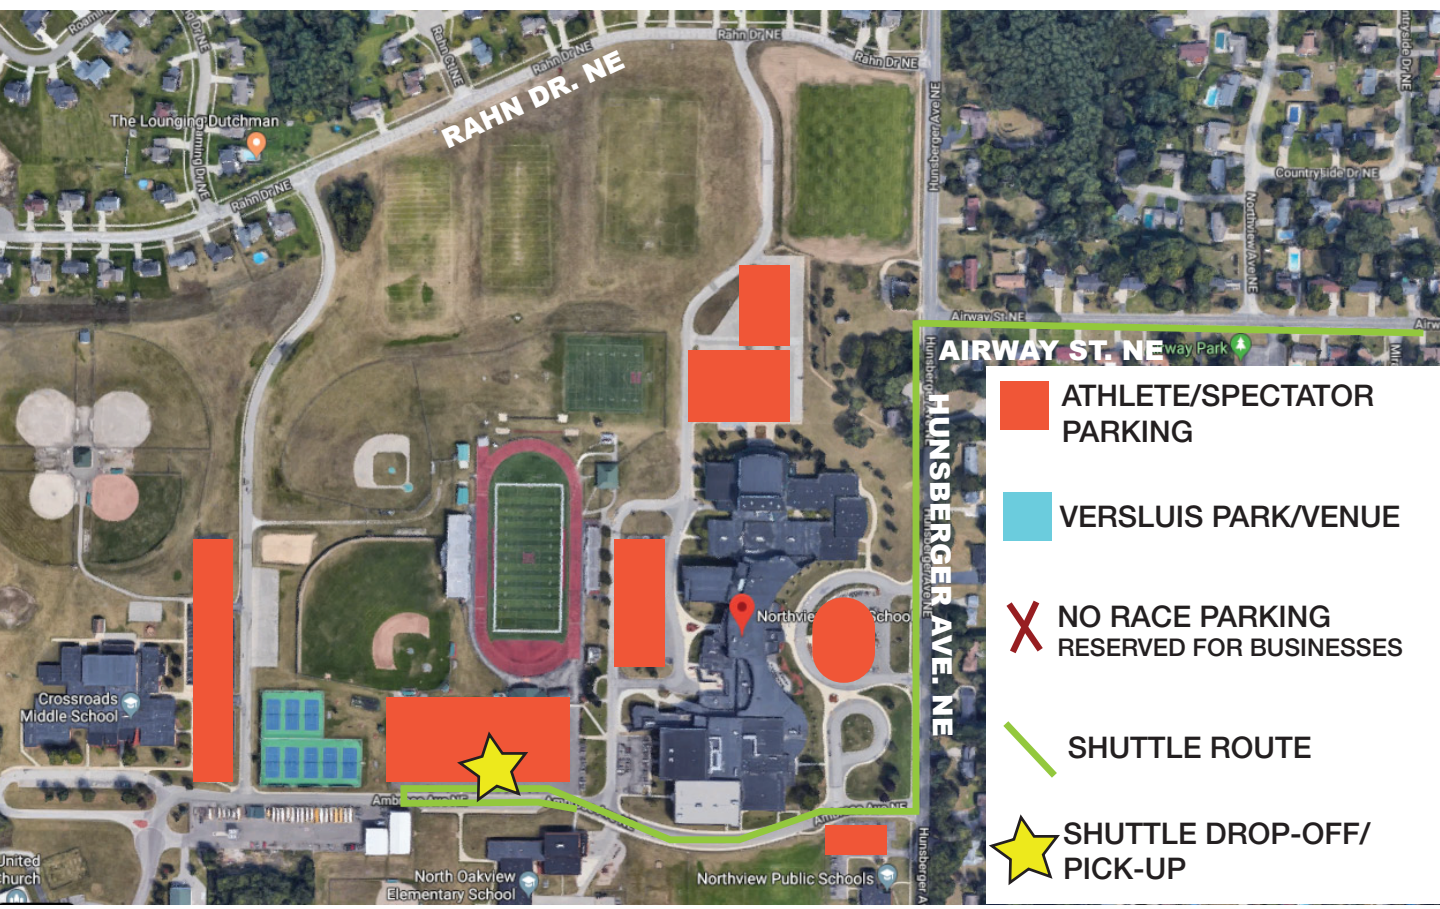 Rahn Dr NE
Rahn Dr NE
Rahn Ct NE
Rahn Dr NE
RAHN DR. NE
The Lounging Dutchman
Rahn Dr NE
Hunsberger Ave NE
Countryside Dr NE
Northview Ave NE
Airway St NE
AIRWAY ST. NE
way Park
HUNSBERGER AVE. NE
Hunsberger Ave NE
ATHLETE/SPECTATOR
PARKING
VERSLUIS PARK/VENUE
NO RACE PARKING
RESERVED FOR BUSINESSES
SHUTTLE ROUTE
SHUTTLE DROP-OFF/
PICK-UP
Crossroads
Middle School
North Oakview
Elementary School
Northview Public Schools